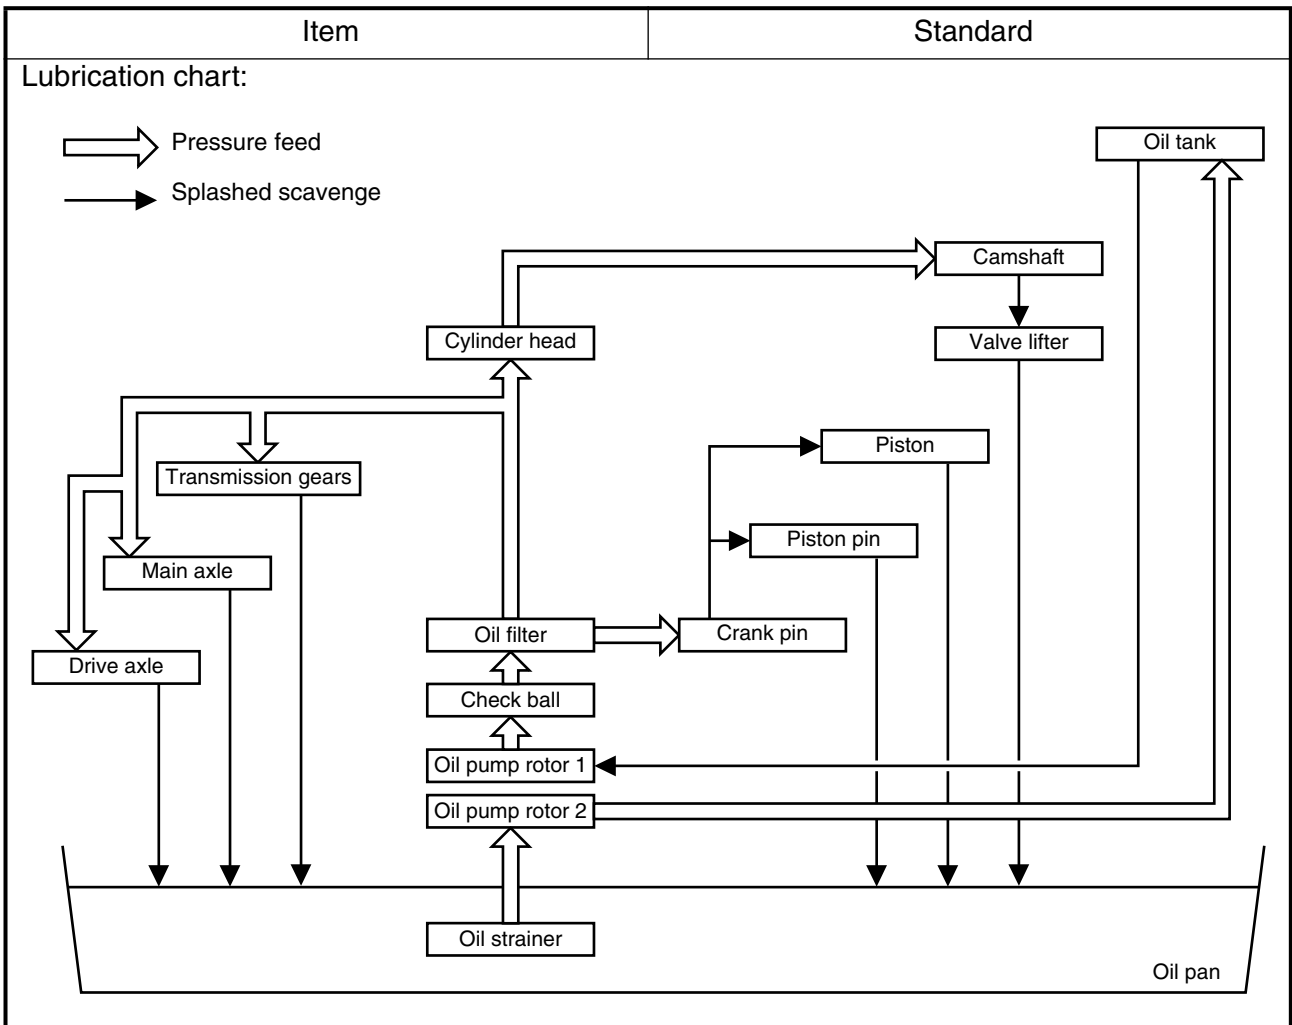 Item
Standard
Lubrication chart:
Pressure feed
Splashed scavenge
Oil tank
Camshaft
Cylinder head
Valve lifter
Piston
Transmission gears
Piston pin
Main axle
Oil filter
Crank pin
Drive axle
Check ball
Oil pump rotor 1
Oil pump rotor 2
Oil strainer
Oil pan